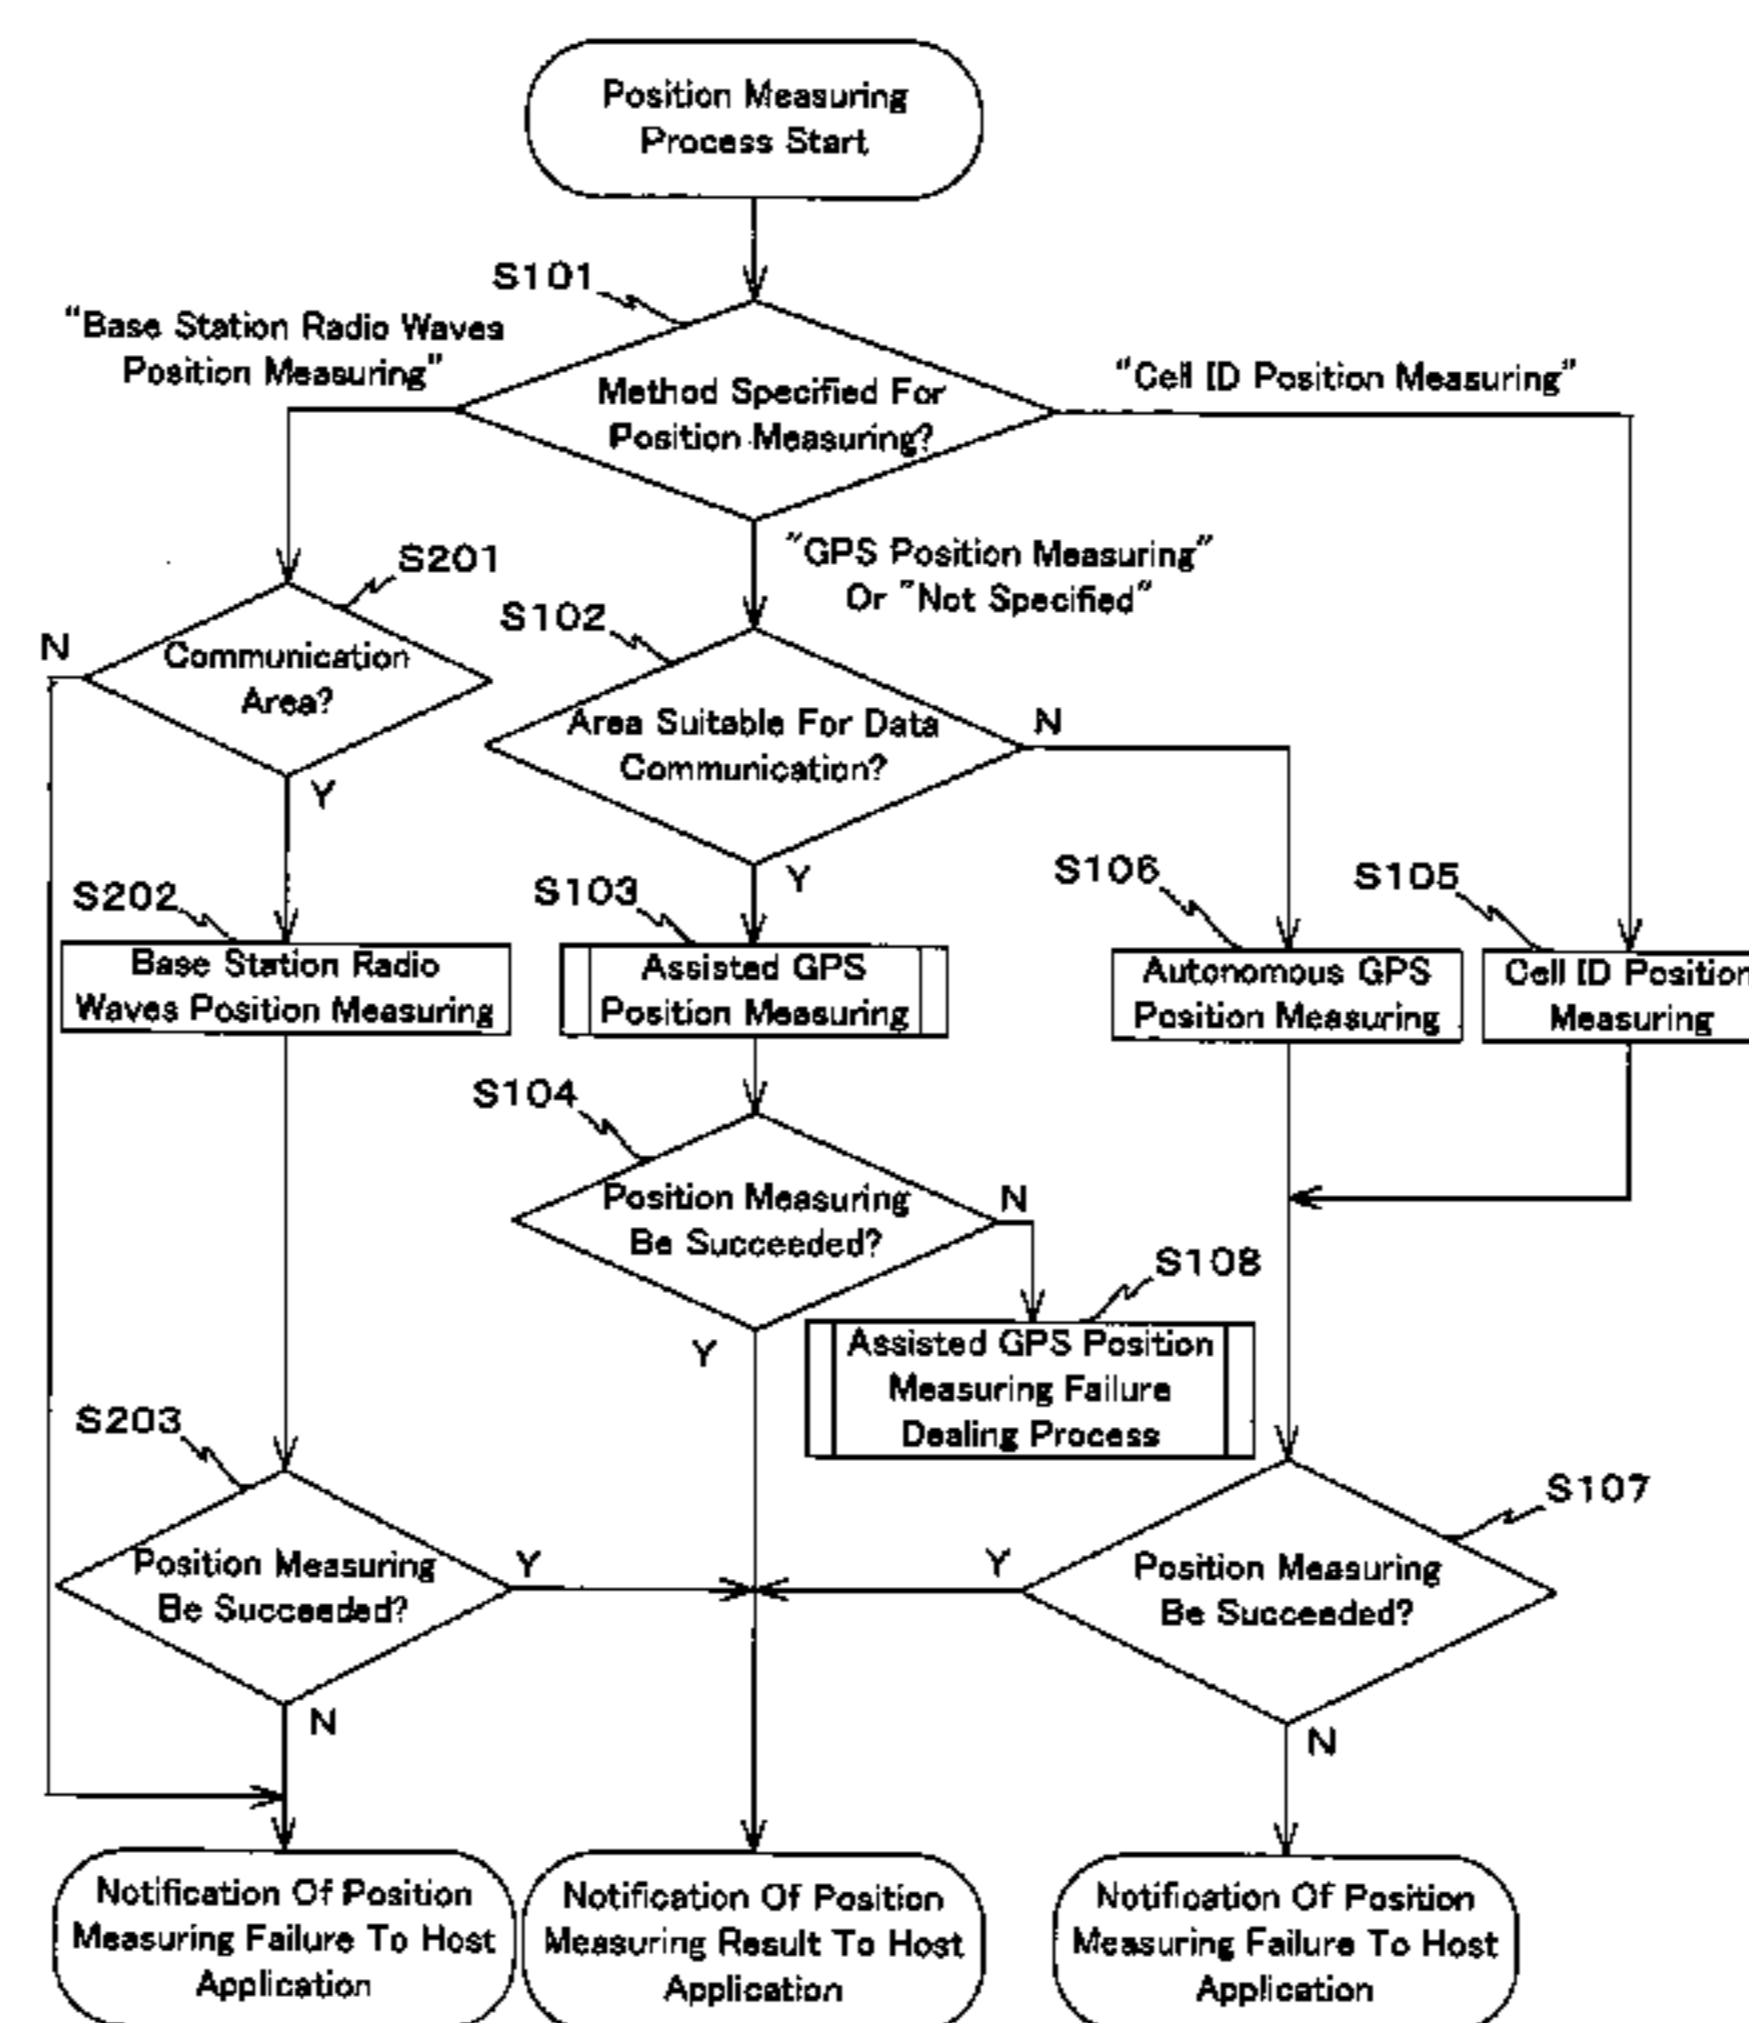 Position Measuring
Process Start
S101
"Base Station Radio Waves
Position Measuring"
Method Specified For
Position Measuring?
"Cell ID Position Measuring"
"GPS Position Measuring"
Or "Not Specified"
S201
N
Communication
Area?
Y
S102
Area Suitable For Data
Communication?
N
Y
S202
Base Station Radio
Waves Position Measuring
S103
Assisted GPS
Position Measuring
S106
Autonomous GPS
Position Measuring
S105
Cell ID Position
Measuring
S104
Position Measuring
Be Succeeded?
N
Y
S108
Assisted GPS Position
Measuring Failure
Dealing Process
S203
Position Measuring
Be Succeeded?
Y
N
S107
Y
Position Measuring
Be Succeeded?
N
Notification Of Position
Measuring Failure To Host
Application
Notification Of Position
Measuring Result To Host
Application
Notification Of Position
Measuring Failure To Host
Application